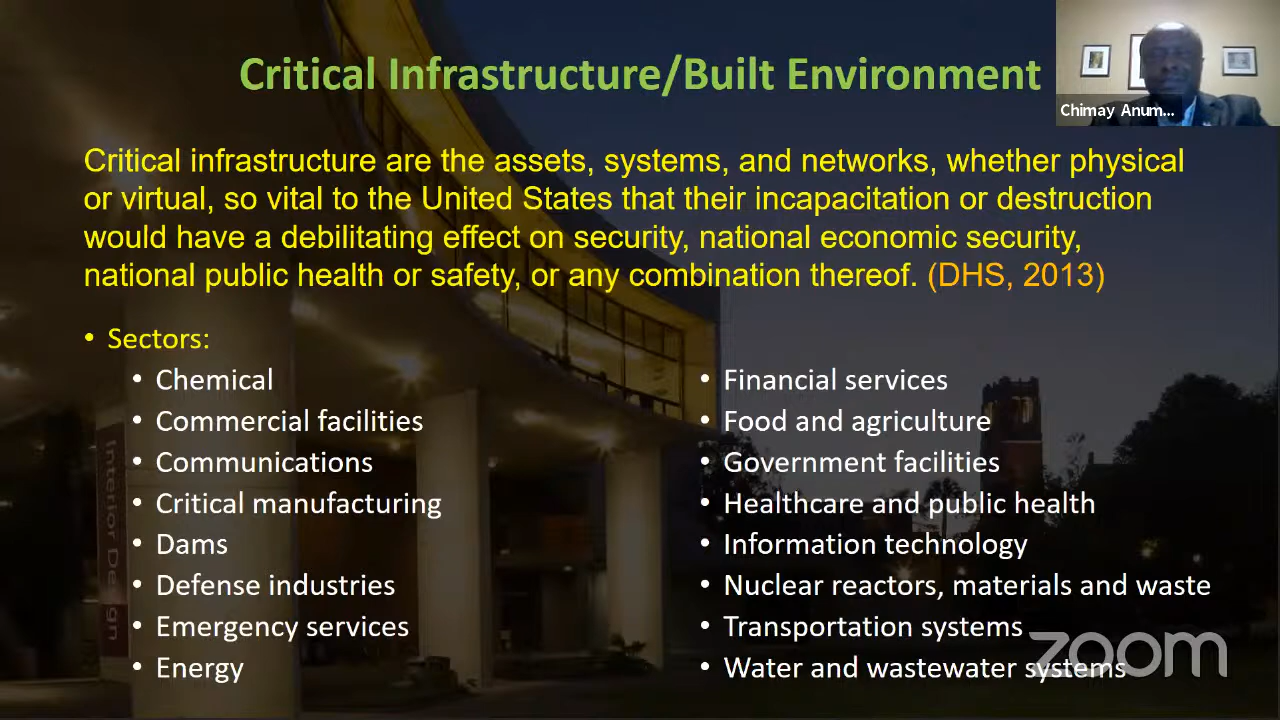 Critical Infrastructure/Built Environment
Chimay Anum...
Critical infrastructure are the assets, systems, and networks, whether physical
or virtual, so vital to the United States that their incapacitation or destruction
would have a debilitating effect on security, national economic security,
national public health or safety, or any combination thereof. (DHS, 2013)
• Sectors:
• Chemical
• Commercial facilities
• Communications
• Critical manufacturing
• Dams
• Defense industries
• Emergency services
• Energy
• Financial services
• Food and agriculture
• Government facilities
• Healthcare and public health
• Information technology
• Nuclear reactors, materials and waste
• Transportation systems
• Water and wastewater systems
Interior De
gn
zoom